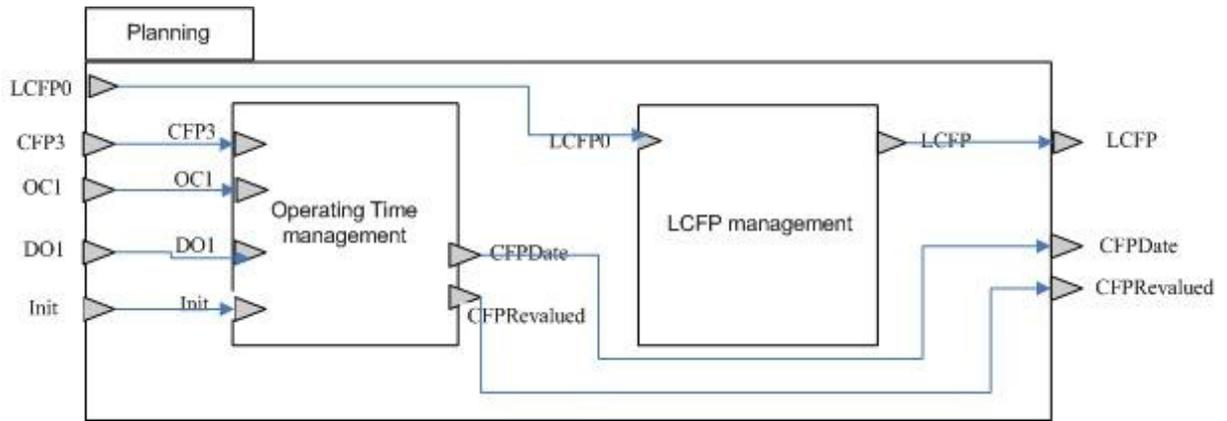 Planning
LCFP0
CFP3
CFP3
LCFP0
LCFP
LCFP
OC1
OC1
Operating Time
management
LCFP management
DO1
DO1
CFPDate
CFPDate
Init
Init
CFPRevalued
CFPRevalued